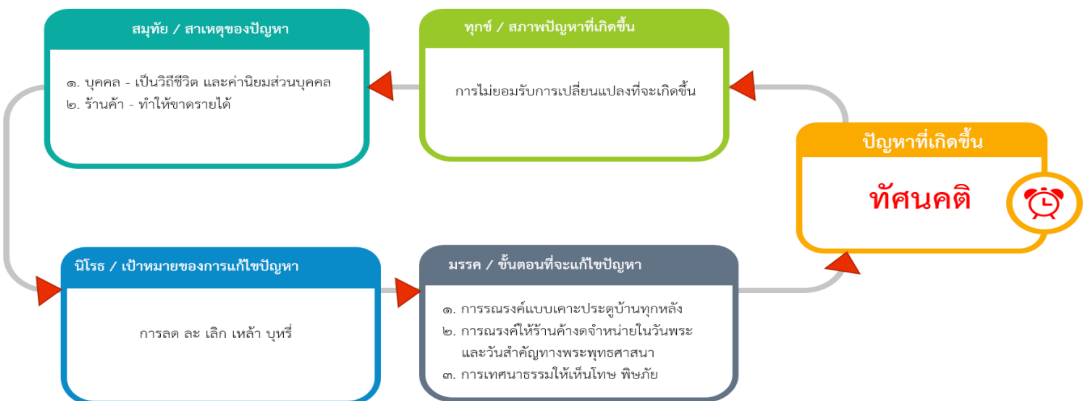 สมุทัย / สาเหตุของปัญหา
๑. บุคคล - เป็นวิถีชีวิต และค่านิยมส่วนบุคคล
๒. ร้านค้า - ทำให้ขาดรายได้
ทุกข์ / สภาพปัญหาที่เกิดขึ้น
การไม่ยอมรับการเปลี่ยนแปลงที่จะเกิดขึ้น
ปัญหาที่เกิดขึ้น
ทัศนคติ
นิโรธ / เป้าหมายของการแก้ไขปัญหา
การลด ละ เลิก เหล้า บุหรี่
มรรค / ขั้นตอนที่จะแก้ไขปัญหา
๑. การรณรงค์แบบเคาะประตูบ้านทุกหลัง
๒. การณรงค์ให้ร้านค้างดจำหน่ายในวันพระ
และวันสำคัญทางพระพุทธศาสนา
๓. การเทศนาธรรมให้เห็นโทษ พิษภัย